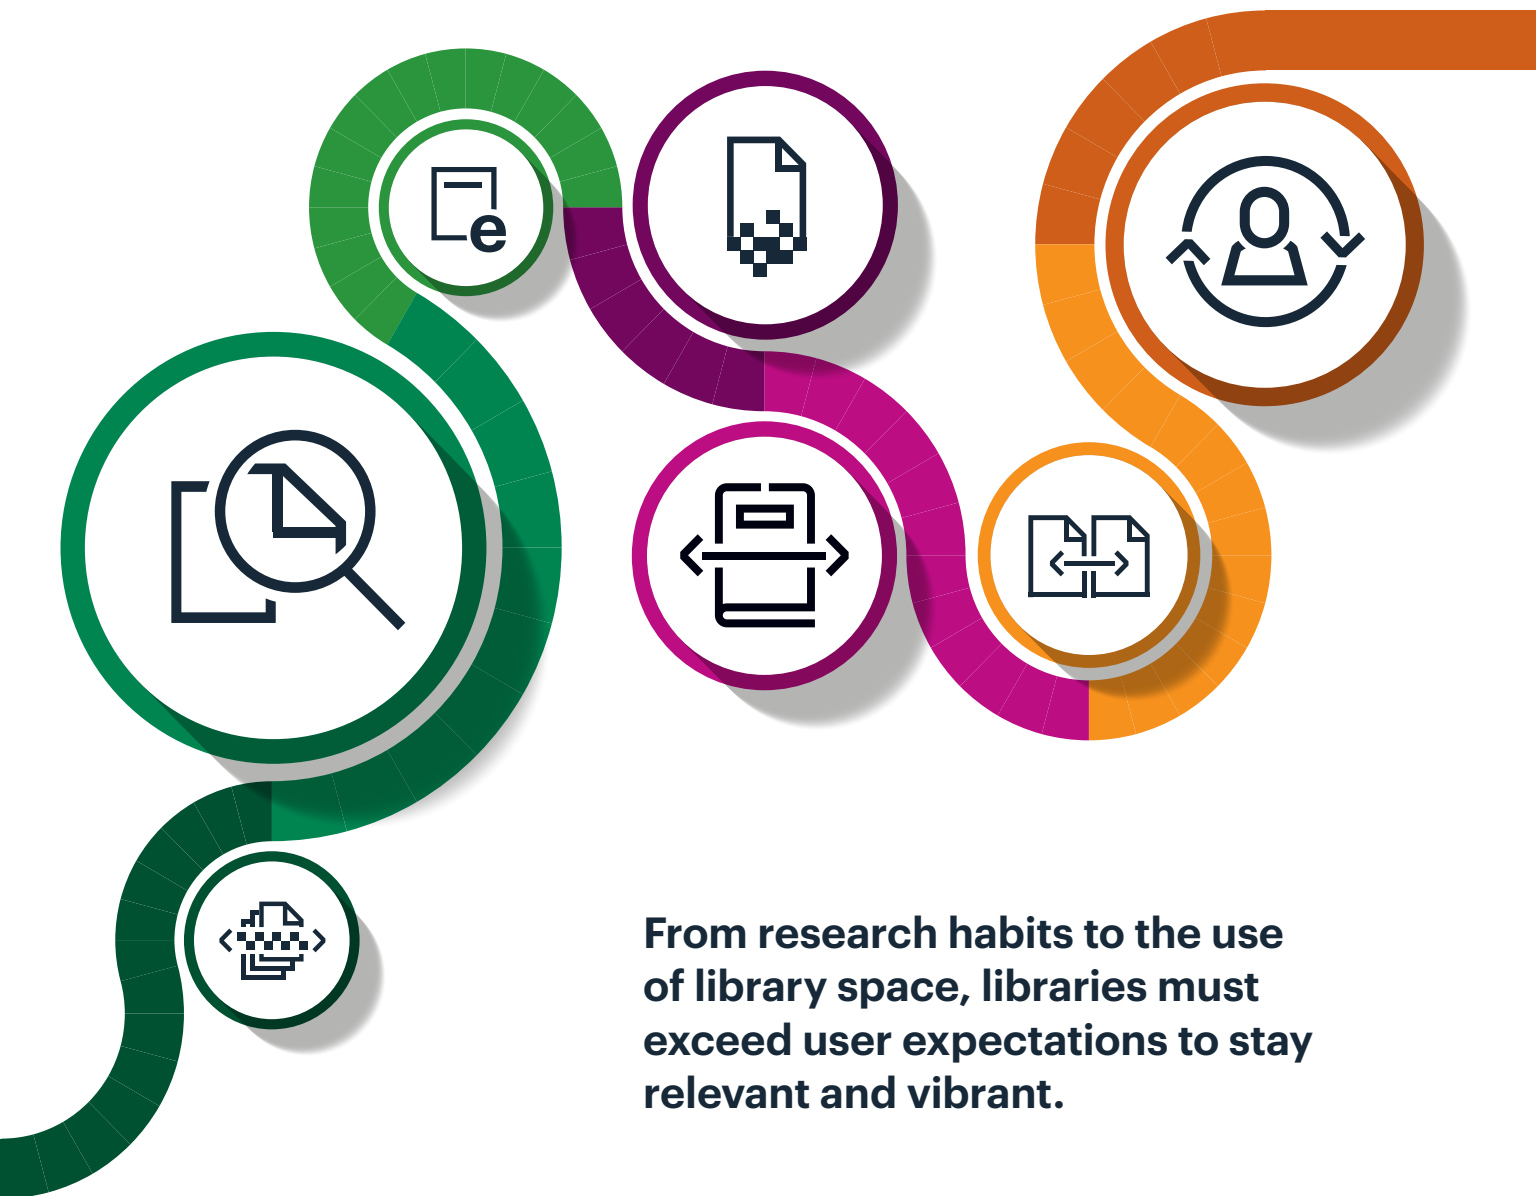 e
From research habits to the use
of library space, libraries must
exceed user expectations to stay
relevant and vibrant.